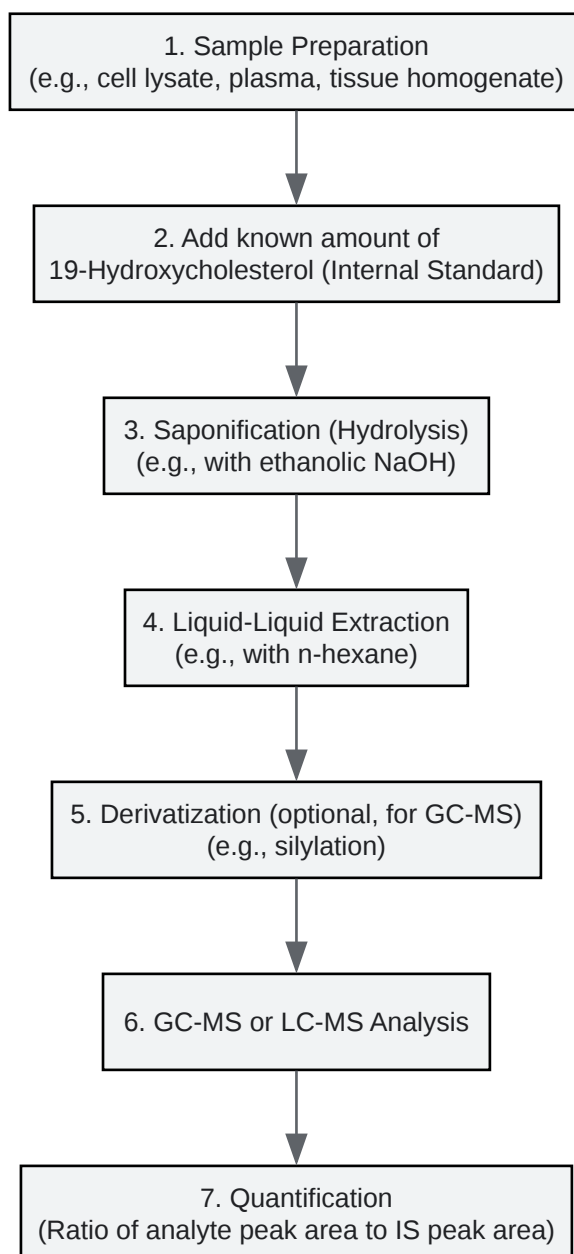 1. Sample Preparation
(e.g., cell lysate, plasma, tissue homogenate)
2. Add known amount of
19-Hydroxycholesterol (Internal Standard)
3. Saponification (Hydrolysis)
(e.g., with ethanolic NaOH)
4. Liquid-Liquid Extraction
(e.g., with n-hexane)
5. Derivatization (optional, for GC-MS)
(e.g., silylation)
6. GC-MS or LC-MS Analysis
7. Quantification
(Ratio of analyte peak area to IS peak area)